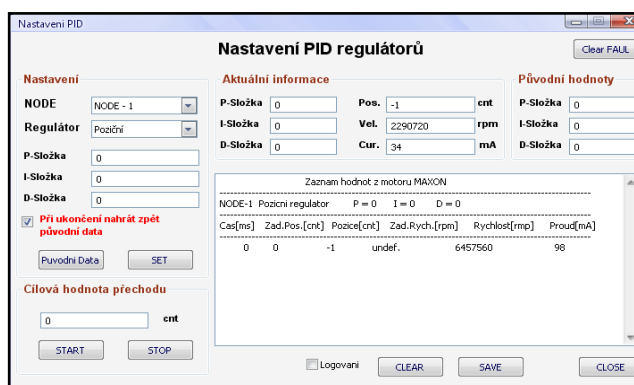 Nastavení PID
Nastavení PID regulátorů
Clear FAUL
Nastavení
NODE NODE - 1
Regulátor Poziční
P-Složka 0
I-Složka 0
D-Složka 0
Při ukončení nahrát zpět
původní data
Puvodni Data SET
Cílová hodnota přechodu
0 cnt
START STOP
Aktuální informace
P-Složka 0 Pos. -1 cnt
I-Složka 0 Vel. 2290720 rpm
D-Složka 0 Cur. 34 mA
Původní hodnoty
P-Složka 0
I-Složka 0
D-Složka 0
Zaznam hodnot z motoru MAXON
NODE-1 Pozicni regulator P = 0 I = 0 D = 0
Cas[ms] Zad.Pos.[cnt] Pozice[cnt] Zad.Rych.[rpm] Rychlost[rmp] Proud[mA]
0 0 -1 undef. 6457560 98
Logovani CLEAR SAVE CLOSE